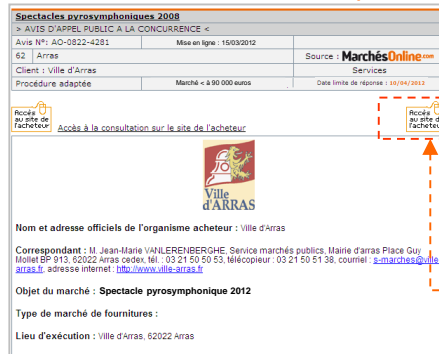 Spectacles pyrosymphoniques 2008
> AVIS D'APPEL PUBLIC A LA CONCURRENCE <
Avis N°: AO-0822-4281 Mise en ligne : 15/03/2012
62 Arras Source : MarchésOnline.com
Client : Ville d'Arras Services
Procédure adaptée Marché < à 90 000 euros Date limite de réponse : 10/04/2012
Accès au site de l'acheteur
Accès à la consultation sur le site de l'acheteur
Accès au site de l'acheteur
Ville d'ARRAS
Nom et adresse officiels de l'organisme acheteur : Ville d'Arras
Correspondant : M. Jean-Marie VANLERENBERGHE, Service marchés publics, Mairie d'arras Place Guy
Mollet BP 913, 62022 Arras cedex, tél. : 03 21 50 50 53, télécopieur : 03 21 50 51 38, courriel : s-marches@ville-
arras.fr, adresse internet : http://www.ville-arras.fr
Objet du marché : Spectacle pyrosymphonique 2012
Type de marché de fournitures :
Lieu d'exécution : Ville d'Arras, 62022 Arras